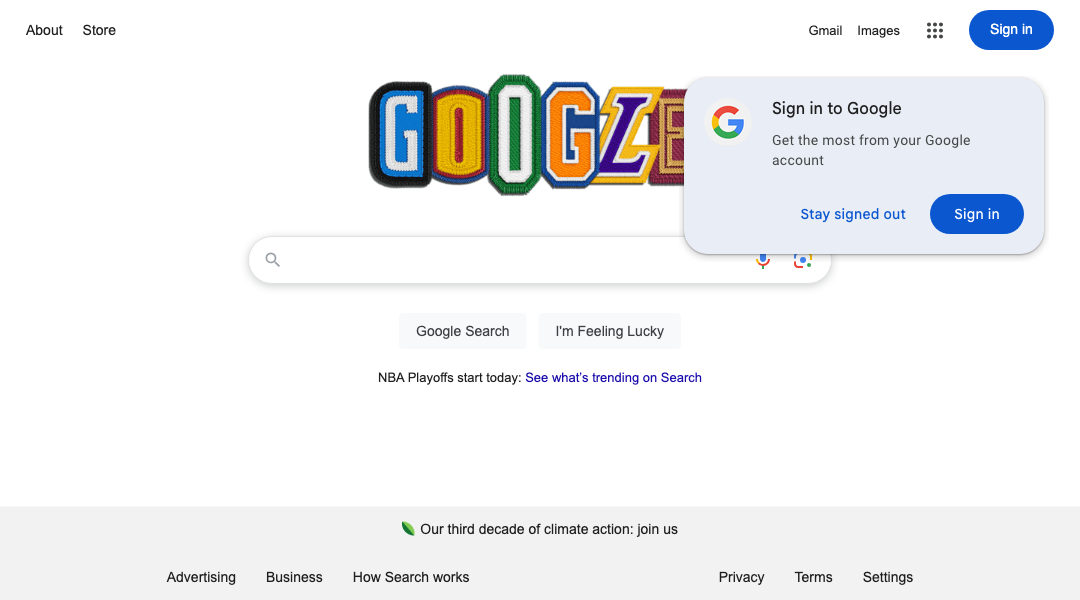 About Store Gmail Images Sign in
GOOGLE
Sign in to Google
Get the most from your Google
account
Stay signed out Sign in
Google Search I'm Feeling Lucky
NBA Playoffs start today: See what's trending on Search
Our third decade of climate action: join us
Advertising Business How Search works Privacy Terms Settings